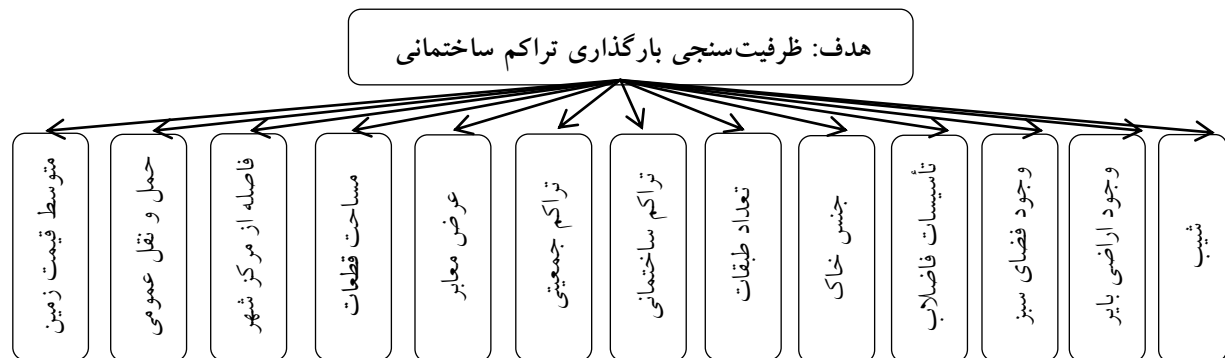 هدف: ظرفیت‌سنجی بارگذاری تراکم ساختمانی
شیب
وجود اراضی بایر
وجود فضای سبز
تأسیسات فاضلاب
جنس خاک
تعداد طبقات
تراکم ساختمانی
تراکم جمعیتی
عرض معابر
مساحت قطعات
فاصله از مرکز شهر
حمل و نقل عمومی
متوسط قیمت زمین